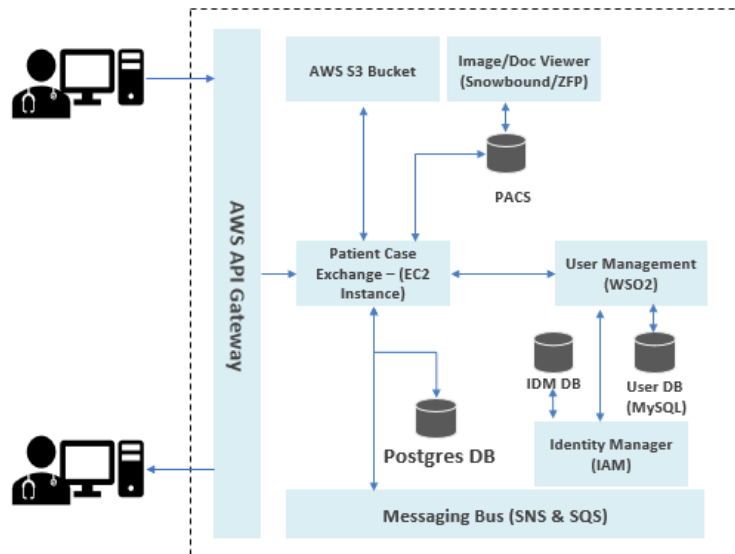 AWS S3 Bucket
Image/Doc Viewer
(Snowbound/ZFP)
PACS
AWS API Gateway
Patient Case
Exchange – (EC2
Instance)
User Management
(WSO2)
IDM DB
User DB
(MySQL)
Postgres DB
Identity Manager
(IAM)
Messaging Bus (SNS & SQS)